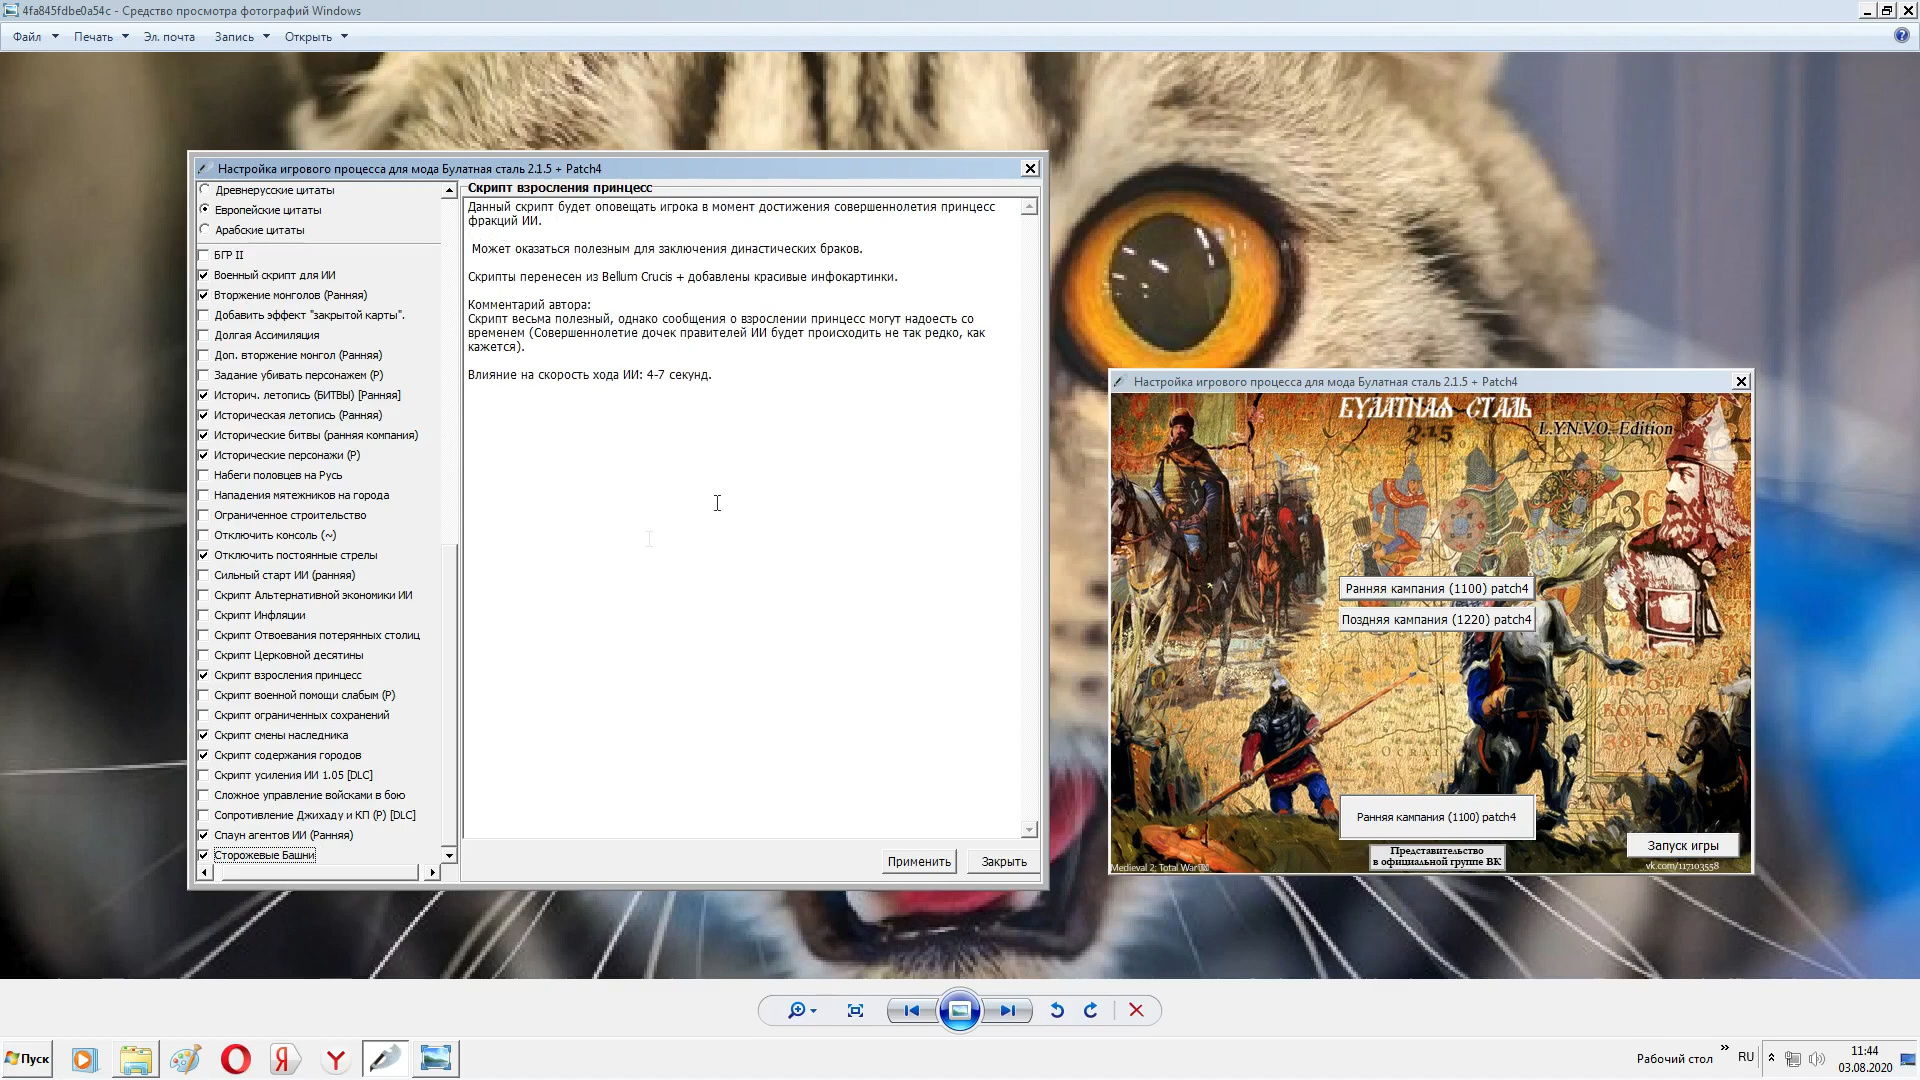 4fa845fdbe0a54c - Средство просмотра фотографий Windows
Файл Печать Эл. почта Запись Открыть
Настройка игрового процесса для мода Булатная сталь 2.1.5 + Patch4
Древнерусские цитаты
Европейские цитаты
Арабские цитаты
БГР II
Военный скрипт для ИИ
Вторжение монголов (Ранняя)
Добавить эффект "закрытой карты".
Долгая Ассимиляция
Доп. вторжение монгол (Ранняя)
Задание убивать персонажем (Р)
Историч. летопись (БИТВЫ) [Ранняя]
Историческая летопись (Ранняя)
Исторические битвы (ранняя компания)
Исторические персонажи (Р)
Набеги половцев на Русь
Нападения мятежников на города
Ограниченное строительство
Отключить консоль (~)
Отключить постоянные стрелы
Сильный старт ИИ (ранняя)
Скрипт Альтернативной экономики ИИ
Скрипт Инфляции
Скрипт Отвоевания потерянных столиц
Скрипт Церковной десятины
Скрипт взросления принцесс
Скрипт военной помощи слабым (Р)
Скрипт ограниченных сохранений
Скрипт смены наследника
Скрипт содержания городов
Скрипт усиления ИИ 1.05 [DLC]
Сложное управление войсками в бою
Сопротивление Джихаду и КП (Р) [DLC]
Спаун агентов ИИ (Ранняя)
Сторожевые Башни
Скрипт взросления принцесс
Данный скрипт будет оповещать игрока в момент достижения совершеннолетия принцесс
фракций ИИ.
Может оказаться полезным для заключения династических браков.
Скрипты перенесен из Bellum Crucis + добавлены красивые инфокартинки.
Комментарий автора:
Скрипт весьма полезный, однако сообщения о взрослении принцесс могут надоесть со
временем (Совершеннолетие дочек правителей ИИ будет происходить не так редко, как
кажется).
Влияние на скорость хода ИИ: 4-7 секунд.
Применить Закрыть
Настройка игрового процесса для мода Булатная сталь 2.1.5 + Patch4
БУЛАТНАЯ СТАЛЬ
2.1.5
L.Y.N.V.O. Edition
Ранняя кампания (1100) patch4
Поздняя кампания (1220) patch4
Ранняя кампания (1100) patch4
Представительство
в официальной группе ВК
Запуск игры
Medieval 2: Total War
vk.com/117103558
Пуск
Рабочий стол
RU
11:44
03.08.2020